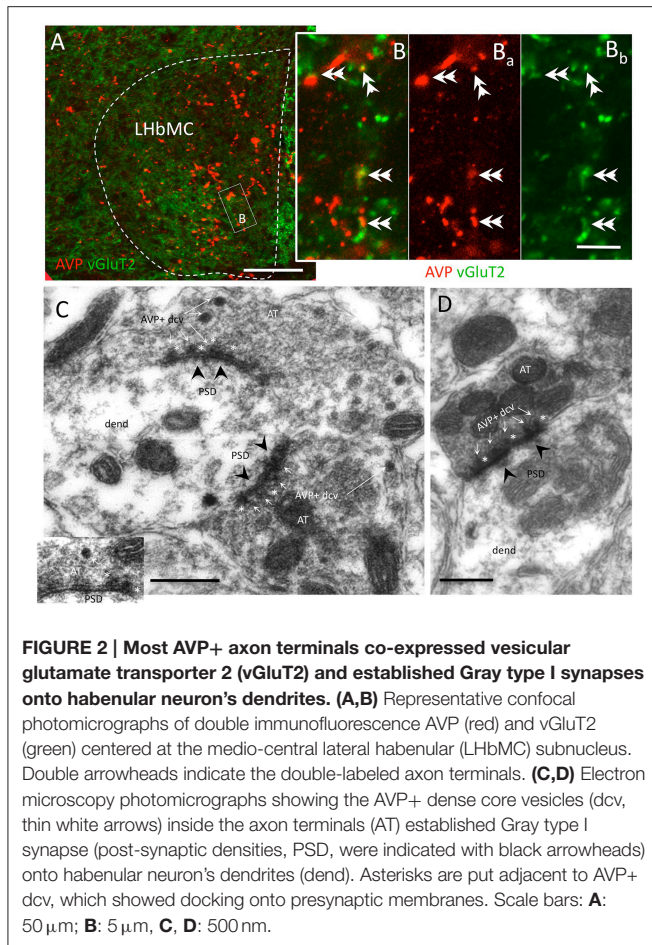 A
B
Ba
Bb
LHbMC
B
AVP vGluT2
AVP vGluT2
C
AVP+ dcv
AT
PSD
dend
PSD
AVP+ dcv
AT
AT
PSD
D
AT
AVP+ dcv
PSD
dend
FIGURE 2 | Most AVP+ axon terminals co-expressed vesicular
glutamate transporter 2 (vGluT2) and established Gray type I synapses
onto habenular neuron's dendrites. (A,B) Representative confocal
photomicrographs of double immunofluorescence AVP (red) and vGluT2
(green) centered at the medio-central lateral habenular (LHbMC) subnucleus.
Double arrowheads indicate the double-labeled axon terminals. (C,D) Electron
microscopy photomicrographs showing the AVP+ dense core vesicles (dcv,
thin white arrows) inside the axon terminals (AT) established Gray type I
synapse (post-synaptic densities, PSD, were indicated with black arrowheads)
onto habenular neuron's dendrites (dend). Asterisks are put adjacent to AVP+
dcv, which showed docking onto presynaptic membranes. Scale bars: A:
50 μm; B: 5 μm, C, D: 500 nm.